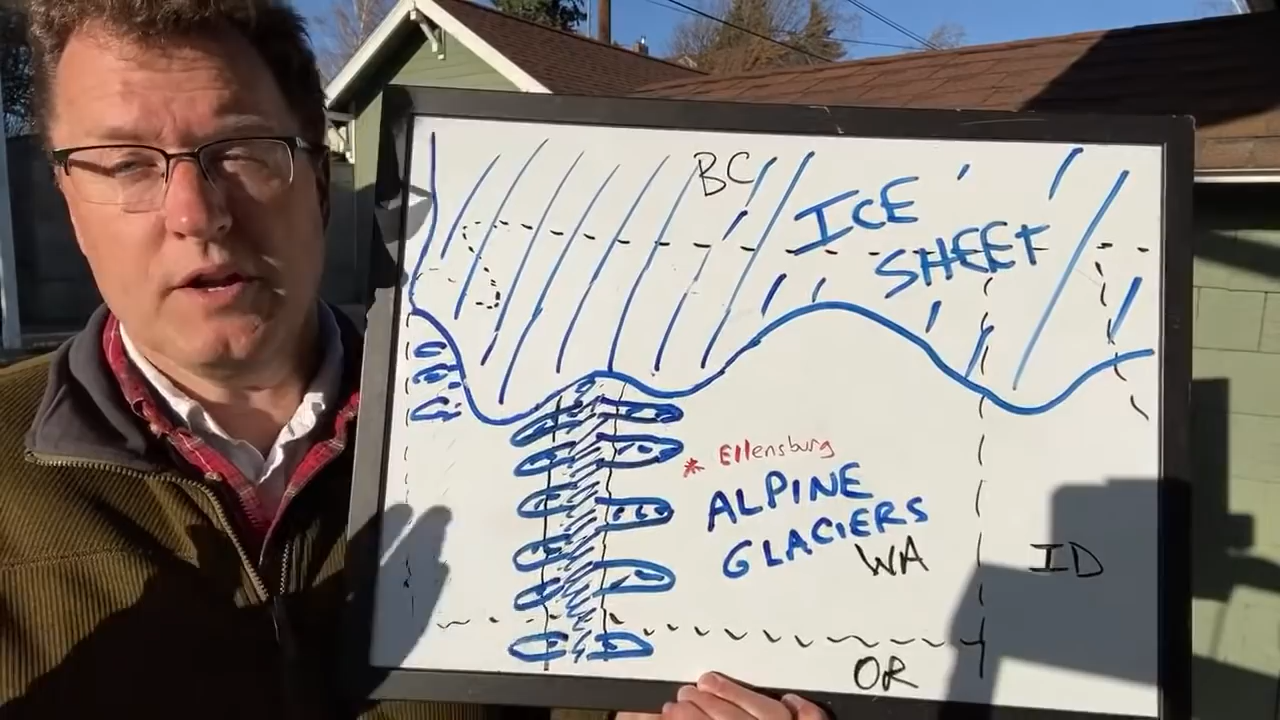 BC
ICE
SHEET
* Ellensburg
ALPINE
GLACIERS
WA
ID
OR